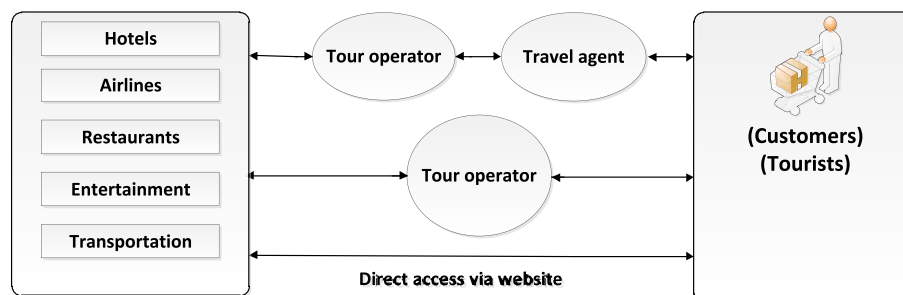 Hotels
Airlines
Restaurants
Entertainment
Transportation
Tour operator
Travel agent
Tour operator
Direct access via website
(Customers)
(Tourists)